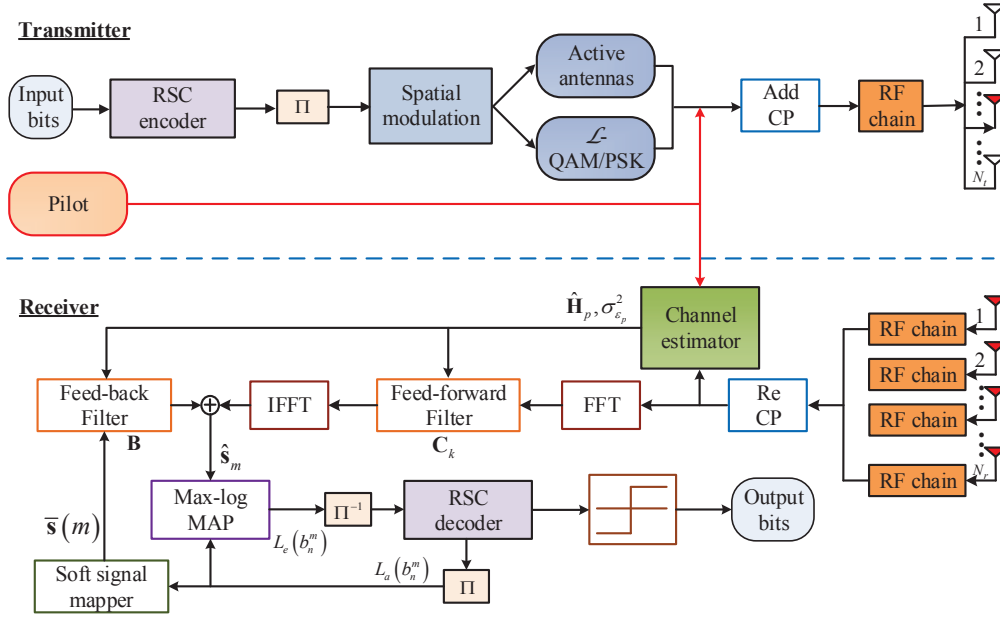 Transmitter
Input
bits
RSC
encoder
Π
Spatial
modulation
Active
antennas
ℒ-
QAM/PSK
Add
CP
RF
chain
1
2
N_t
Pilot
Receiver
Ĥ_p, σ²_{ε_p}
Channel
estimator
Feed-back
Filter
B
IFFT
Feed-forward
Filter
C_k
FFT
Re
CP
RF chain
RF chain
RF chain
RF chain
1
2
N_r
ŝ_m
Max-log
MAP
L_e(b_n^m)
Π⁻¹
RSC
decoder
Output
bits
s̄(m)
Soft signal
mapper
L_a(b_n^m)
Π